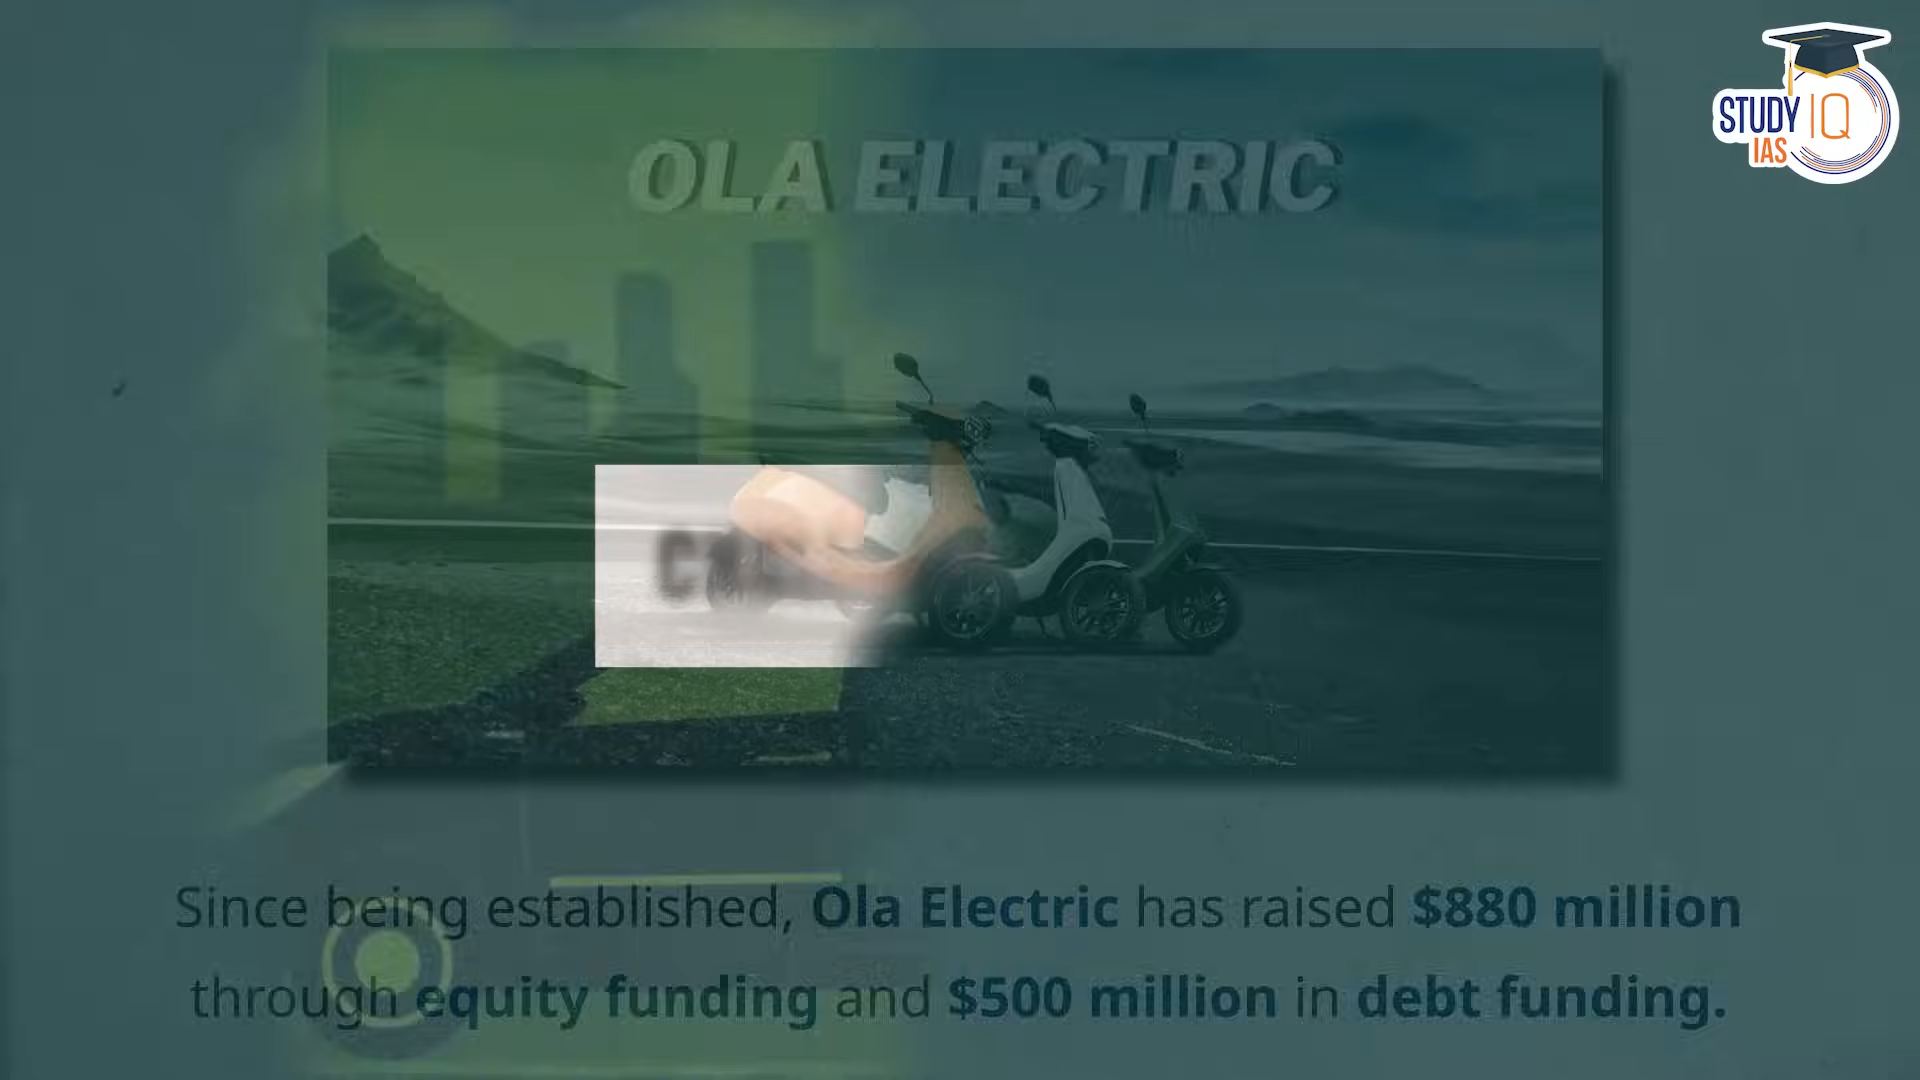 STUDY IQ
IAS
OLA ELECTRIC
Since being established, Ola Electric has raised $880 million
through equity funding and $500 million in debt funding.